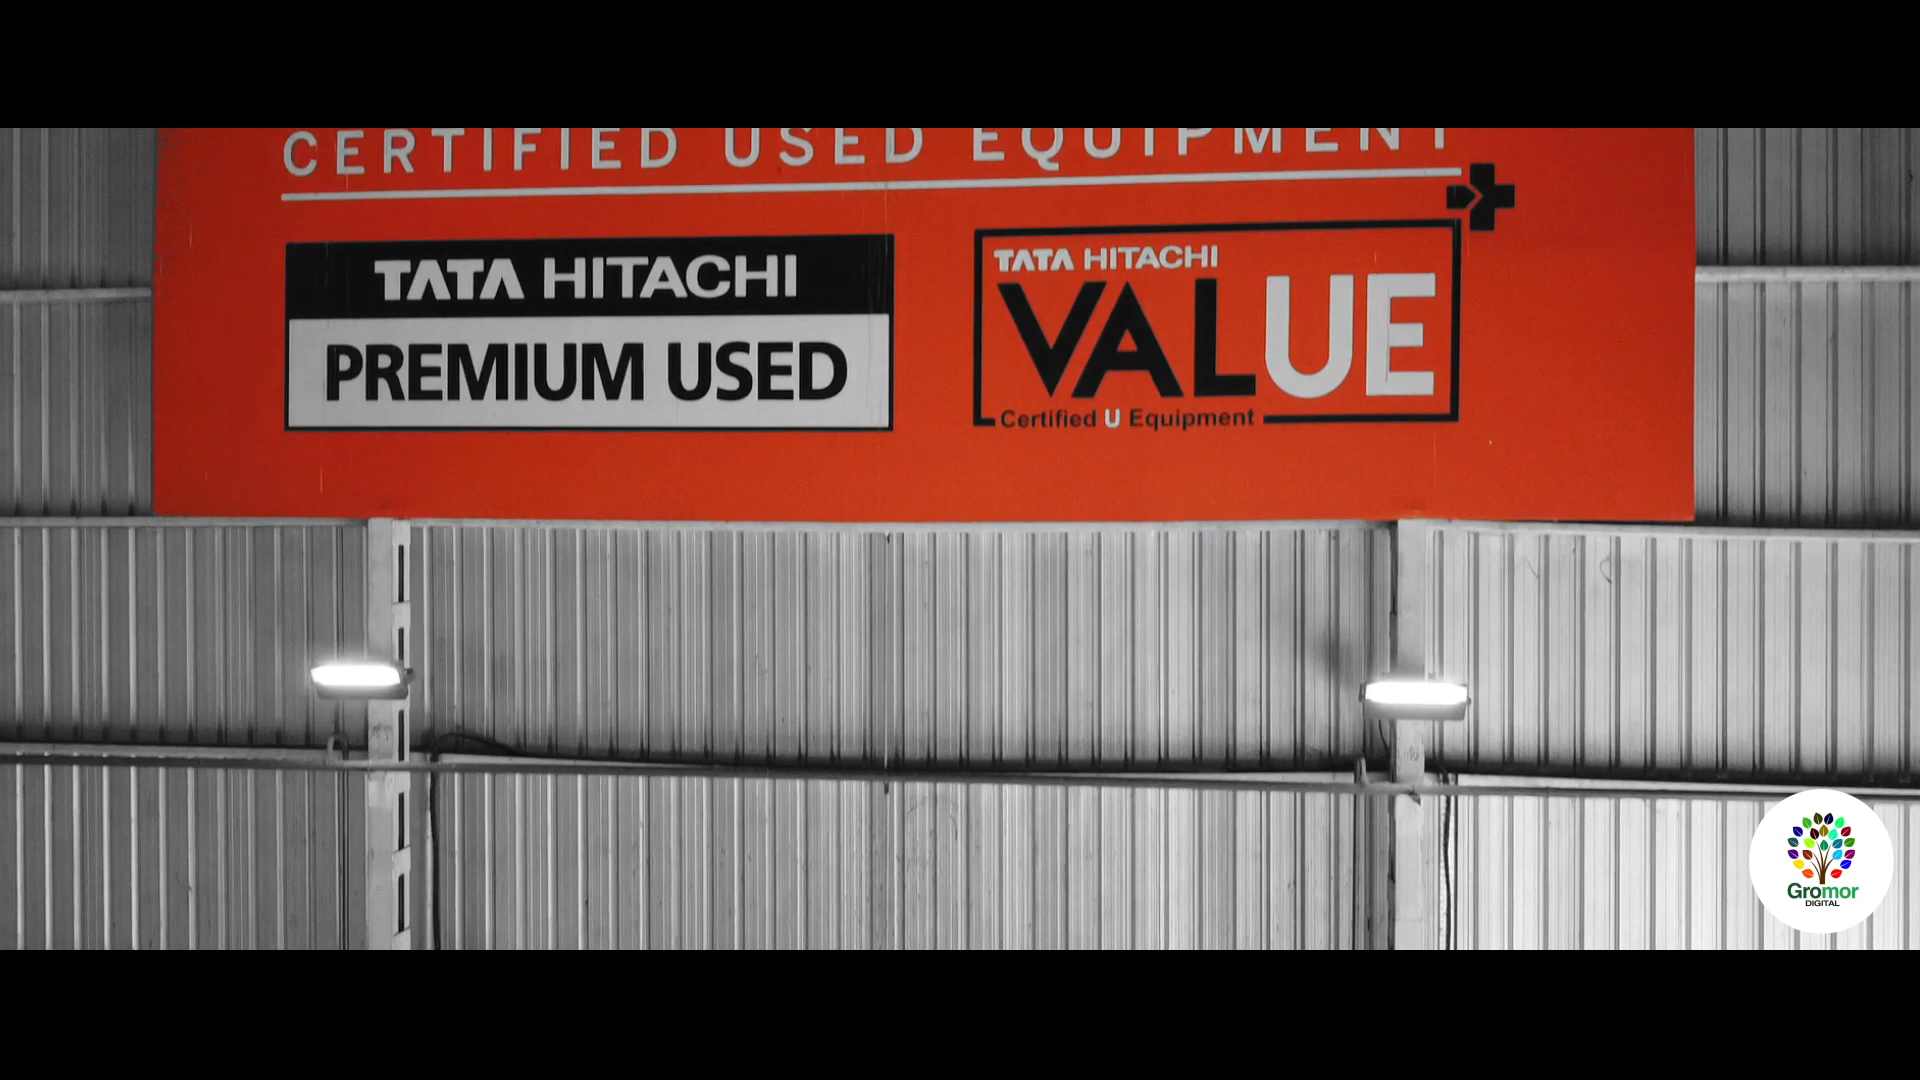 CERTIFIED USED EQUIPMENT
TATA HITACHI
PREMIUM USED
TATA HITACHI
VALUE
Certified U Equipment
Gromor
DIGITAL